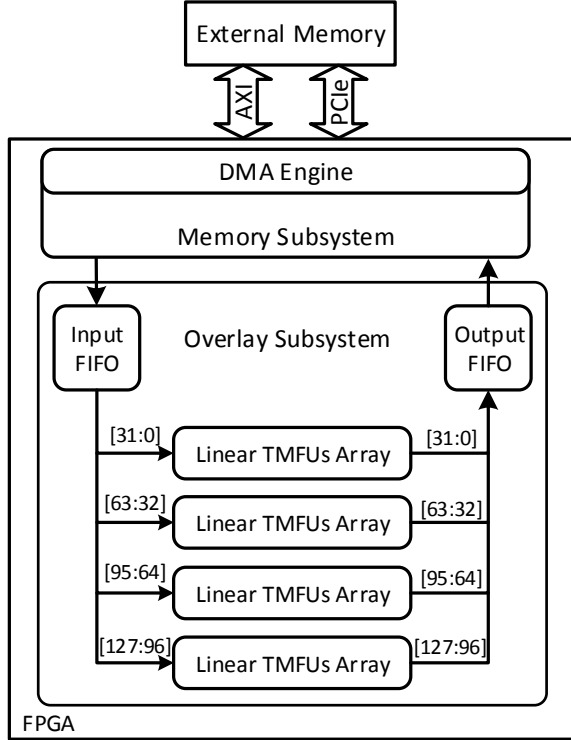 External Memory
AXI
PCIe
DMA Engine
Memory Subsystem
Input
FIFO
Overlay Subsystem
Output
FIFO
[31:0]
Linear TMFUs Array
[31:0]
[63:32]
Linear TMFUs Array
[63:32]
[95:64]
Linear TMFUs Array
[95:64]
[127:96]
Linear TMFUs Array
[127:96]
FPGA